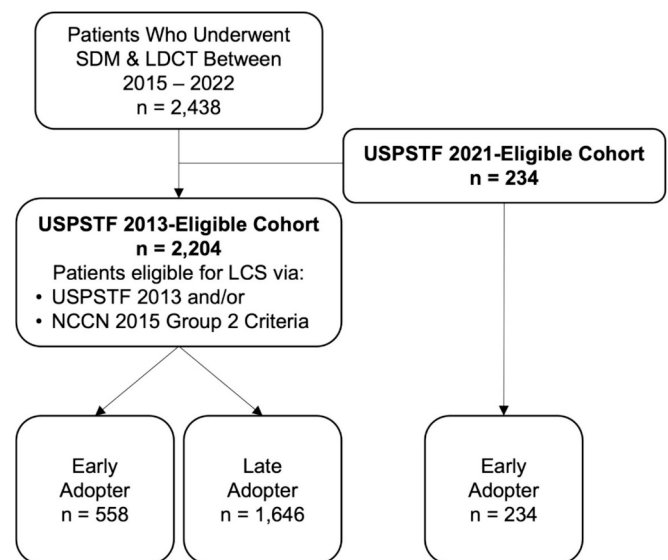 Patients Who Underwent
SDM & LDCT Between
2015 – 2022
n = 2,438
USPSTF 2021-Eligible Cohort
n = 234
USPSTF 2013-Eligible Cohort
n = 2,204
Patients eligible for LCS via:
• USPSTF 2013 and/or
• NCCN 2015 Group 2 Criteria
Early
Adopter
n = 558
Late
Adopter
n = 1,646
Early
Adopter
n = 234